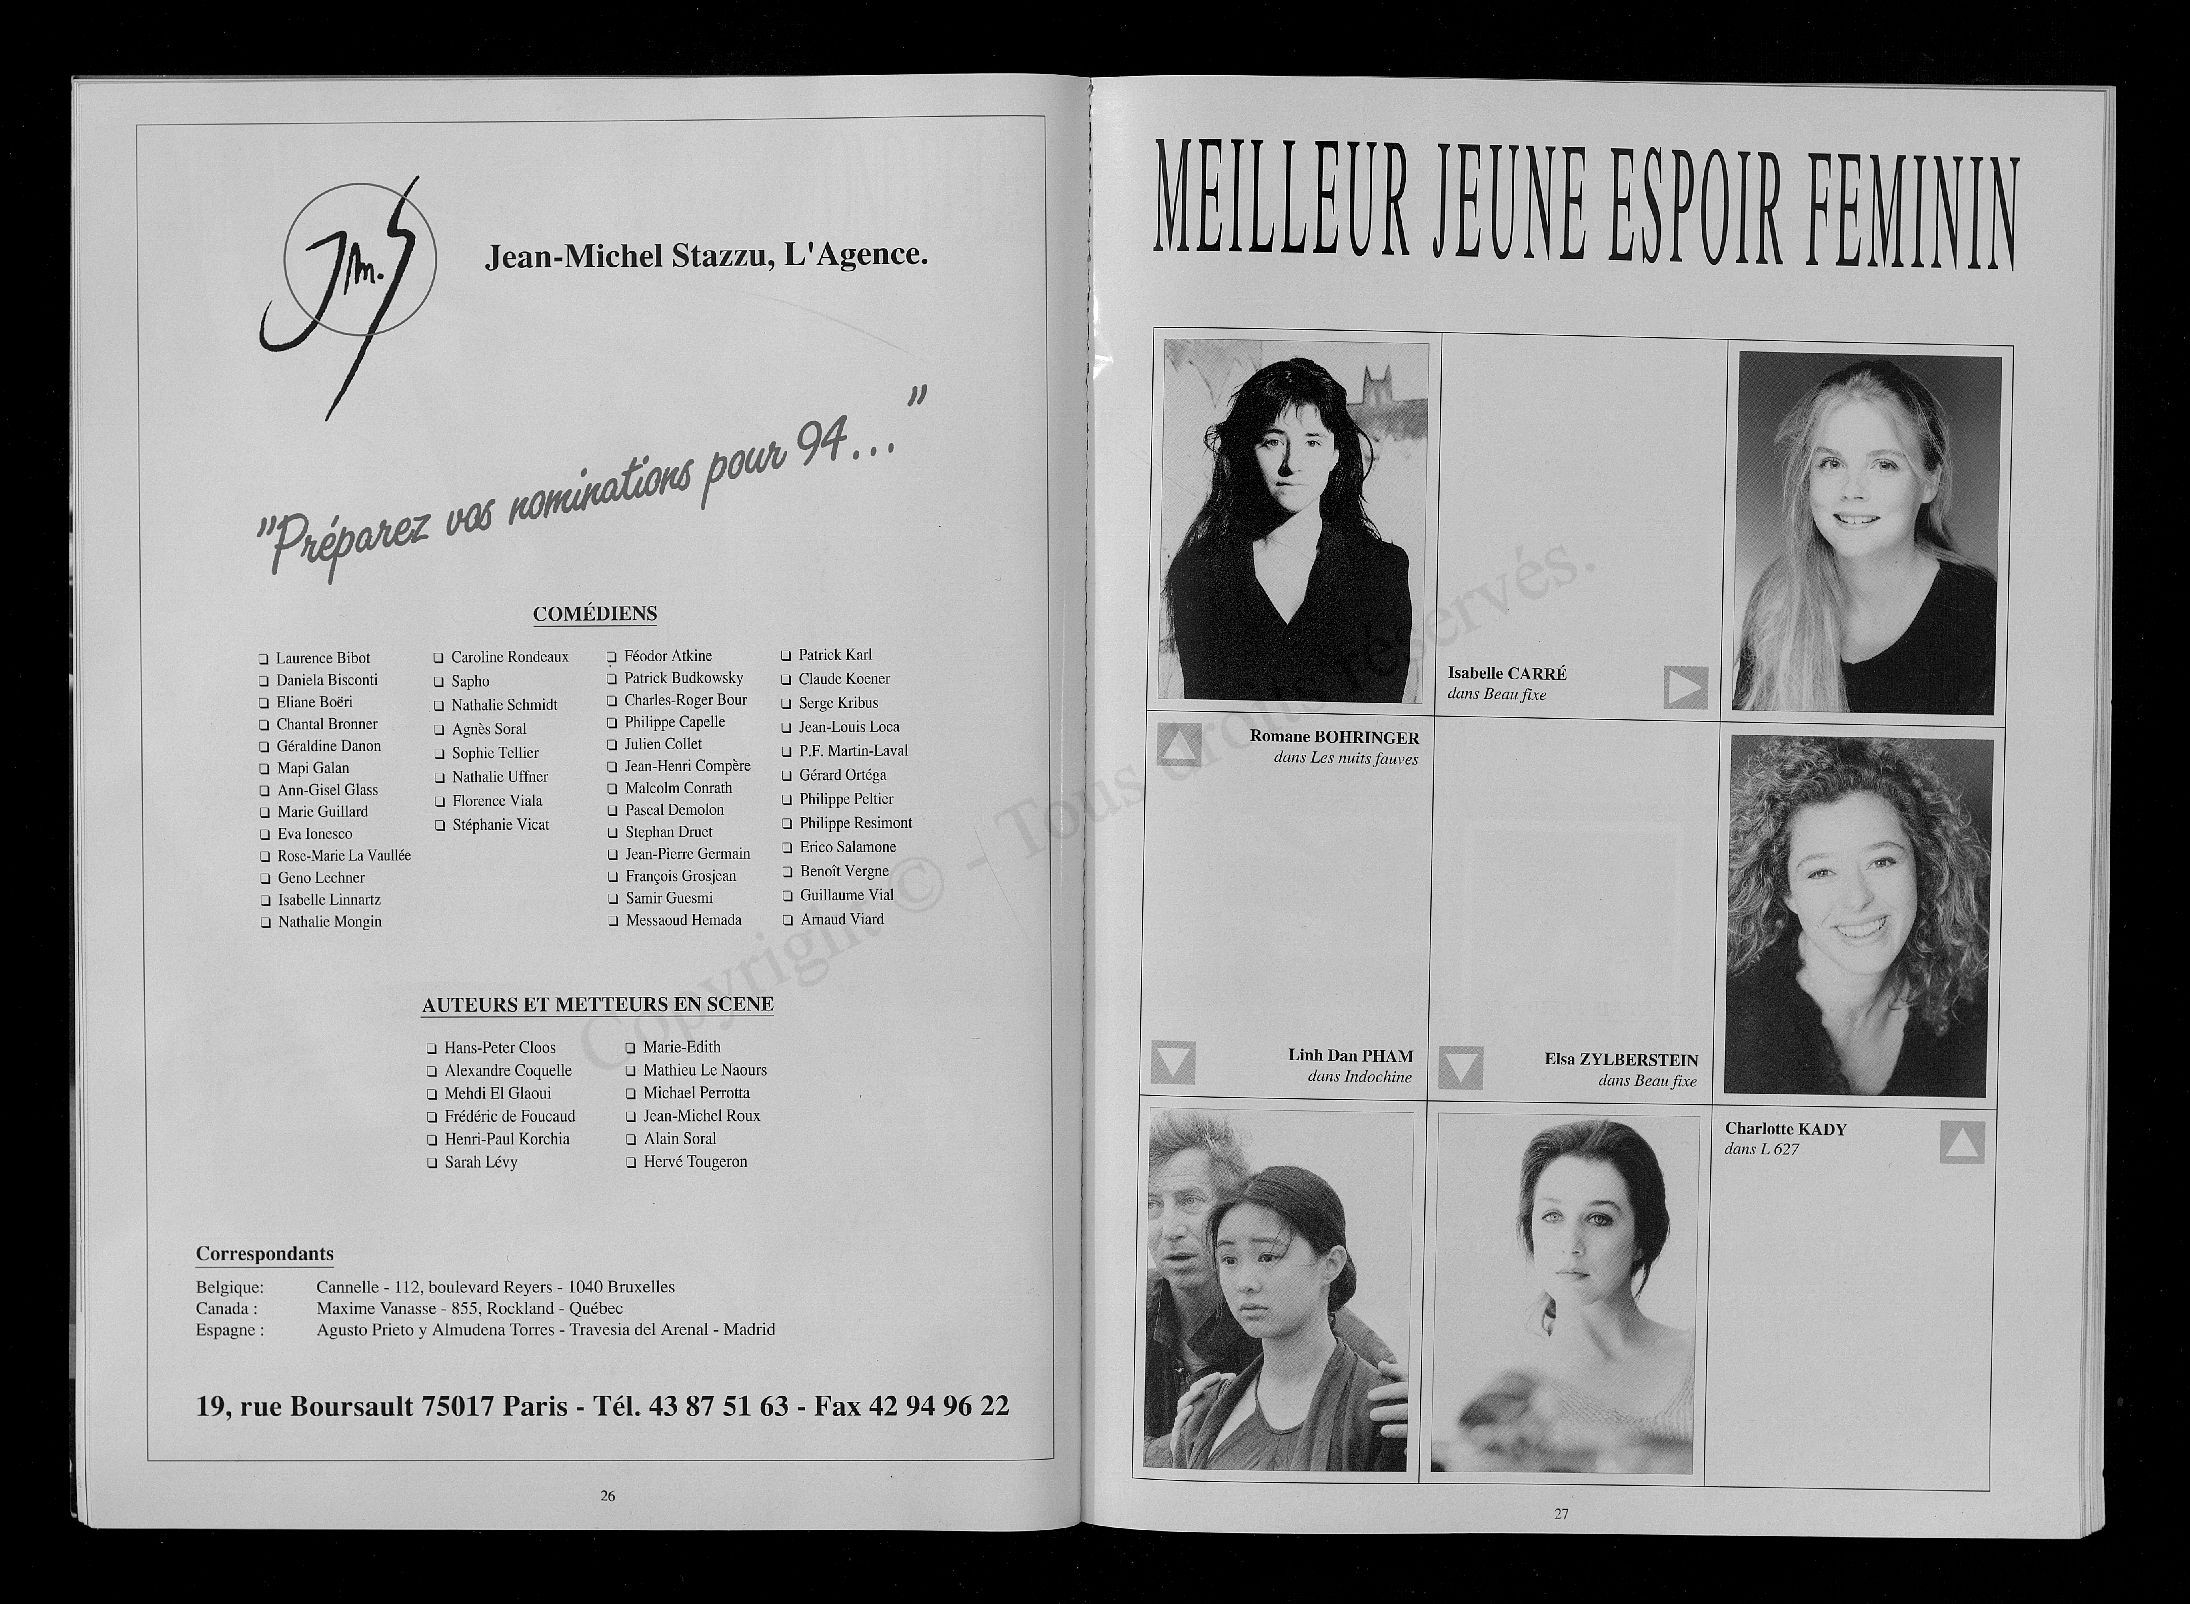 JM.S
Jean-Michel Stazzu, L'Agence.
"Préparez vos nominations pour 94..."
COMÉDIENS
Laurence Bibot
Daniela Bisconti
Eliane Boëri
Chantal Bronner
Géraldine Danon
Mapi Galan
Ann-Gisel Glass
Marie Guillard
Eva Ionesco
Rose-Marie La Vaullée
Geno Lechner
Isabelle Linnartz
Nathalie Mongin
Caroline Rondeaux
Sapho
Nathalie Schmidt
Agnès Soral
Sophie Tellier
Nathalie Uffner
Florence Viala
Stéphanie Vicat
Féodor Atkine
Patrick Budkowsky
Charles-Roger Bour
Philippe Capelle
Julien Collet
Jean-Henri Compère
Malcolm Conrath
Pascal Demolon
Stephan Druet
Jean-Pierre Germain
François Grosjean
Samir Guesmi
Messaoud Hemada
Patrick Karl
Claude Koener
Serge Kribus
Jean-Louis Loca
P.F. Martin-Laval
Gérard Ortéga
Philippe Peltier
Philippe Resimont
Erico Salamone
Benoît Vergne
Guillaume Vial
Arnaud Viard
AUTEURS ET METTEURS EN SCENE
Hans-Peter Cloos
Alexandre Coquelle
Mehdi El Glaoui
Frédéric de Foucaud
Henri-Paul Korchia
Sarah Lévy
Marie-Edith
Mathieu Le Naours
Michael Perrotta
Jean-Michel Roux
Alain Soral
Hervé Tougeron
Correspondants
Belgique: Cannelle - 112, boulevard Reyers - 1040 Bruxelles
Canada : Maxime Vanasse - 855, Rockland - Québec
Espagne : Agusto Prieto y Almudena Torres - Travesia del Arenal - Madrid
19, rue Boursault 75017 Paris - Tél. 43 87 51 63 - Fax 42 94 96 22
26
MEILLEUR JEUNE ESPOIR FEMININ
Isabelle CARRÉ
dans Beau fixe
Romane BOHRINGER
dans Les nuits fauves
Linh Dan PHAM
dans Indochine
Elsa ZYLBERSTEIN
dans Beau fixe
Charlotte KADY
dans L 627
27
Copyright © - Tous droits réservés.